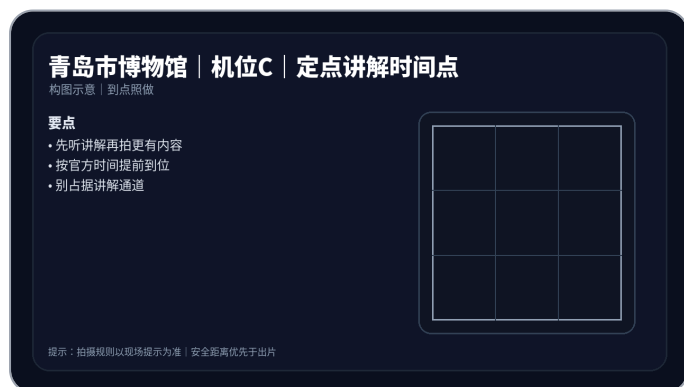 青岛市博物馆｜机位C｜定点讲解时间点
构图示意｜到点照做
要点
• 先听讲解再拍更有内容
• 按官方时间提前到位
• 别占据讲解通道
提示：拍摄规则以现场提示为准｜安全距离优先于出片